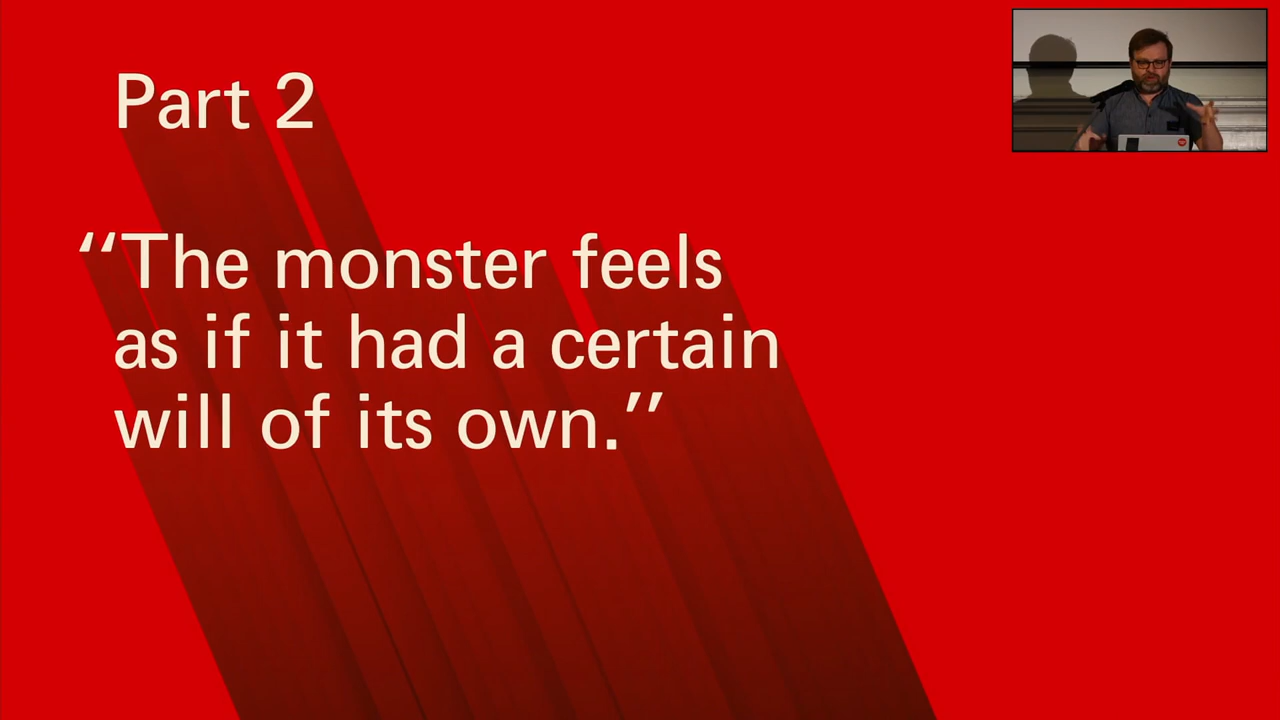 Part 2
“The monster feels
as if it had a certain
will of its own.”